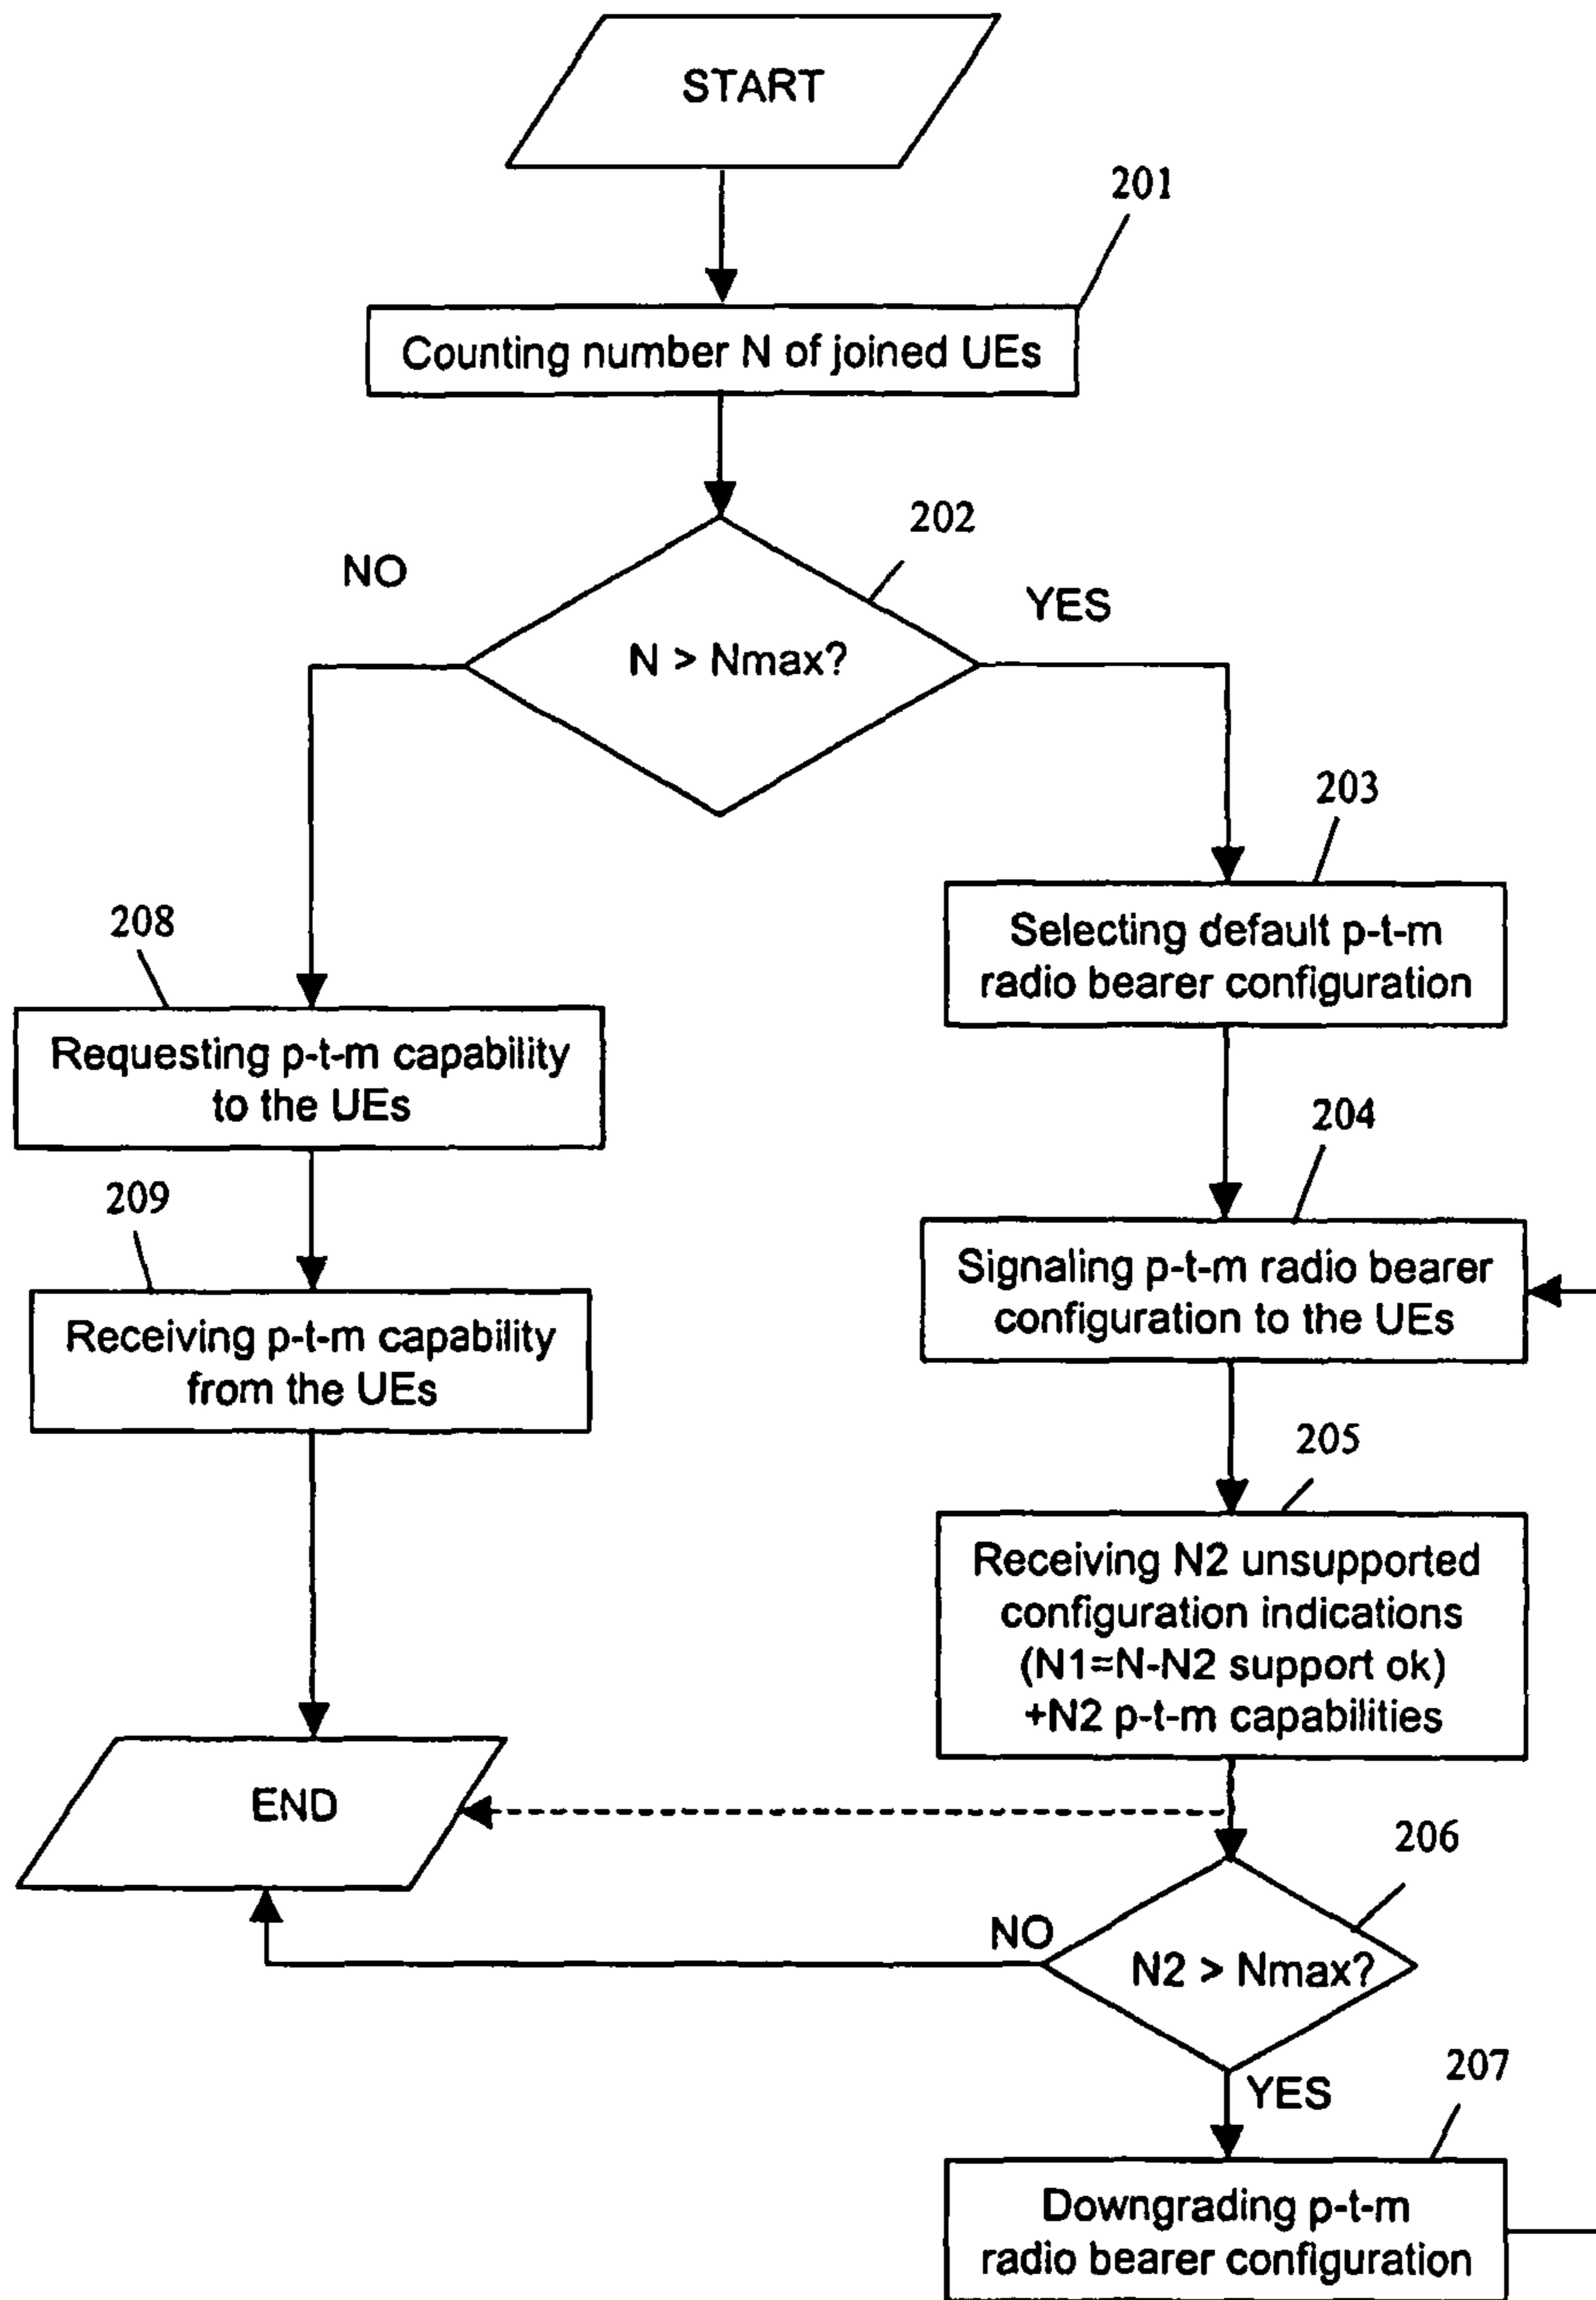 START
201
Counting number N of joined UEs
202
NO
YES
N > Nmax?
203
Selecting default p-t-m
radio bearer configuration
208
Requesting p-t-m capability
to the UEs
204
Signaling p-t-m radio bearer
configuration to the UEs
209
Receiving p-t-m capability
from the UEs
205
Receiving N2 unsupported
configuration indications
(N1=N-N2 support ok)
+N2 p-t-m capabilities
END
206
NO
N2 > Nmax?
YES
207
Downgrading p-t-m
radio bearer configuration